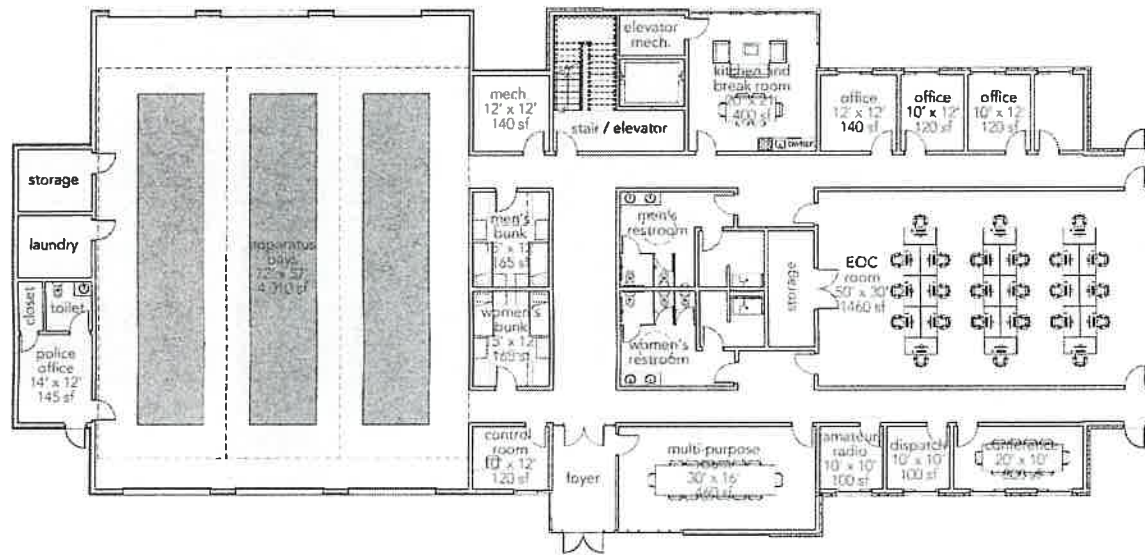 elevator
mech.
mech
12' x 12'
140 sf
stair / elevator
kitchen and
break room
20' x 21'
400 sf
office
12' x 12'
140 sf
office
10' x 12'
120 sf
office
10' x 12'
120 sf
storage
laundry
closet
toilet
police
office
14' x 12'
145 sf
apparatus
bays
men's
bunk
165 sf
women's
bunk
165 sf
men's
restroom
women's
restroom
storage
EOC
room
50' x 30'
1460 sf
control
room
10' x 12'
120 sf
foyer
multi-purpose
30' x 16'
amateur
radio
10' x 10'
100 sf
dispatch
10' x 10'
100 sf
conference
20' x 10'